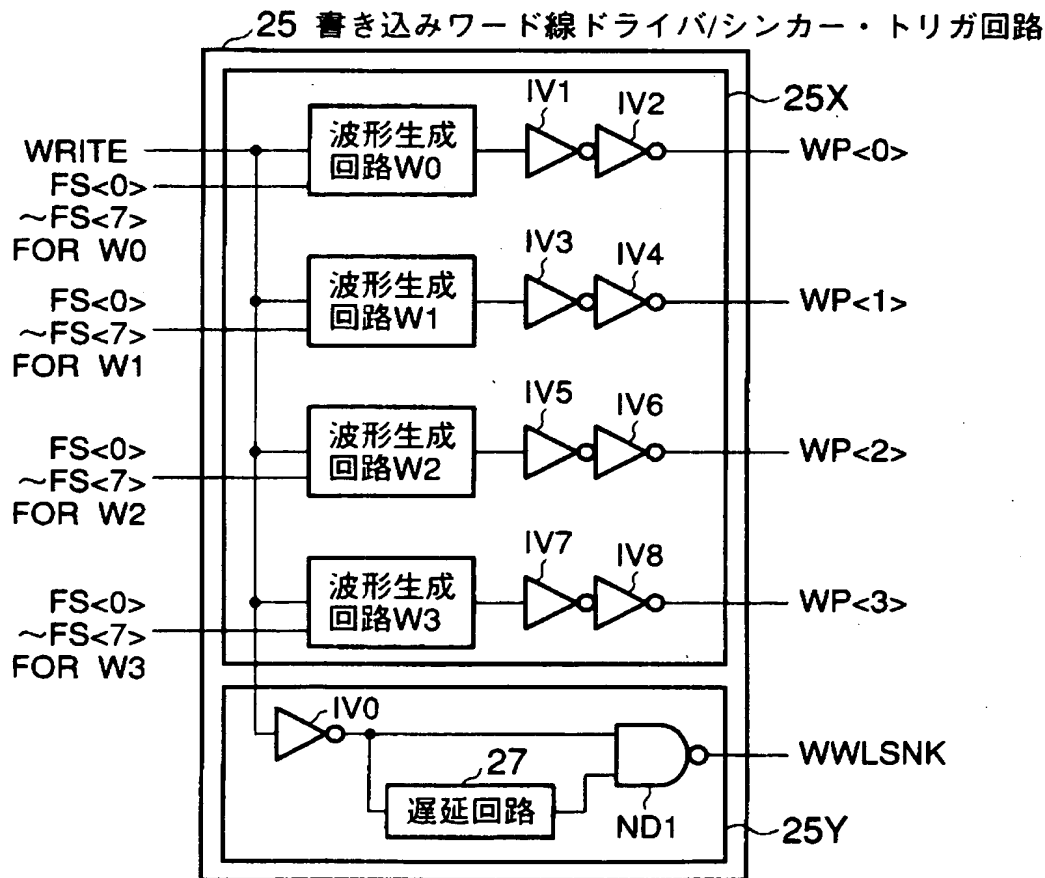 25 書き込みワード線ドライバ/シンカー・トリガ回路
25X
IV1
IV2
WRITE
波形生成
回路W0
WP<0>
FS<0>
~FS<7>
FOR W0
IV3
IV4
FS<0>
波形生成
回路W1
WP<1>
~FS<7>
FOR W1
IV5
IV6
FS<0>
波形生成
回路W2
WP<2>
~FS<7>
FOR W2
IV7
IV8
FS<0>
波形生成
回路W3
WP<3>
~FS<7>
FOR W3
IV0
27
遅延回路
ND1
WWLSNK
25Y